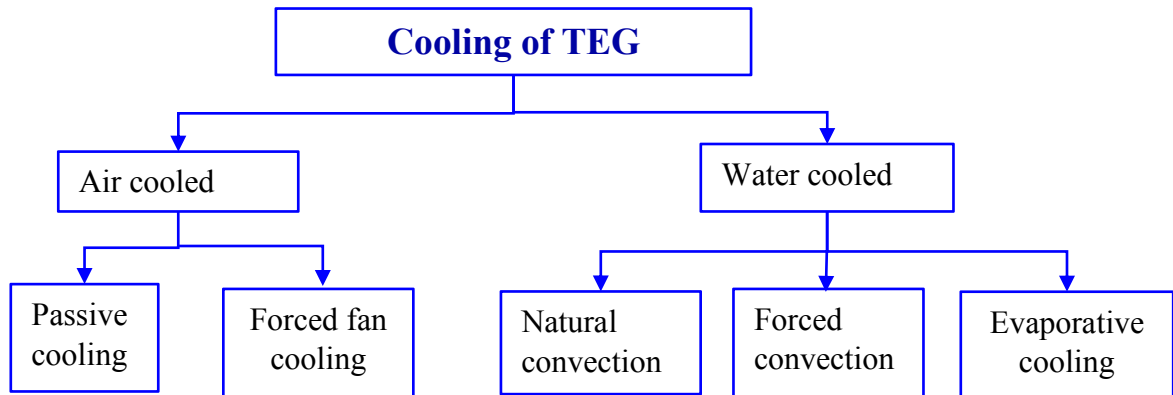 Cooling of TEG
Air cooled
Water cooled
Passive
cooling
Forced fan
cooling
Natural
convection
Forced
convection
Evaporative
cooling